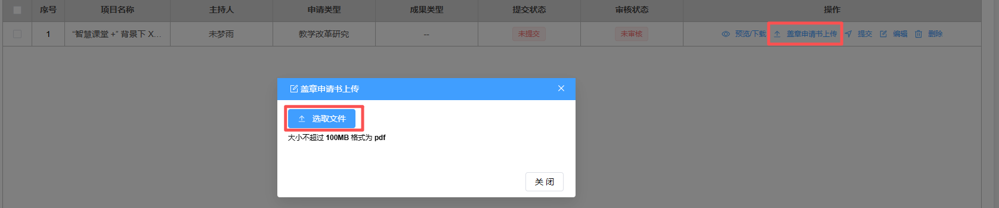 序号 项目名称 主持人 申请类型 成果类型 提交状态 审核状态 操作
1 “智慧课堂 +” 背景下 X... 未梦雨 教学改革研究 -- 未提交 未审核 预览/下载 盖章申请书上传 提交 编辑 删除
盖章申请书上传
选取文件
大小不超过 100MB 格式为 pdf
关 闭